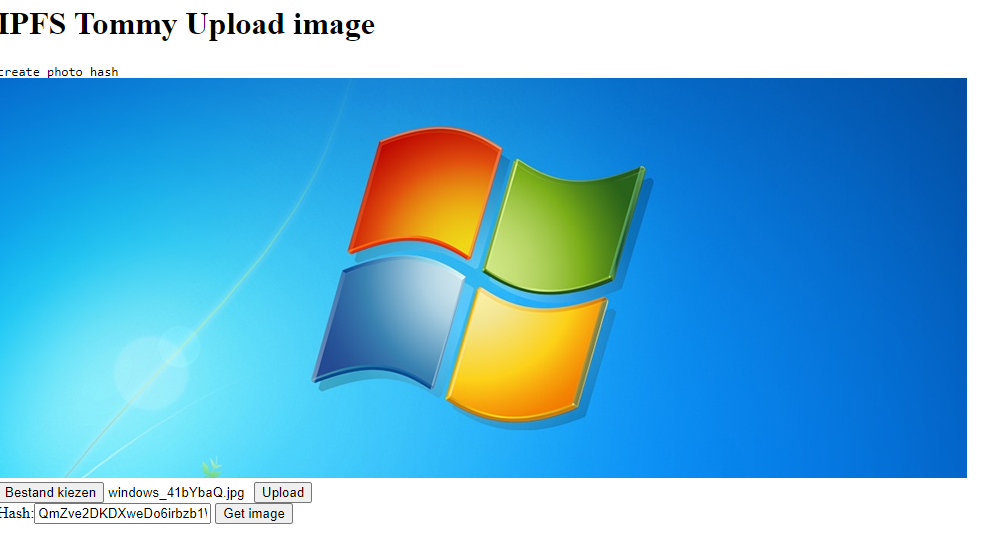 IPFS Tommy Upload image
create photo hash
Bestand kiezen windows_41bYbaQ.jpg Upload
Hash: QmZve2DKDXweDo6irbzb1\ Get image